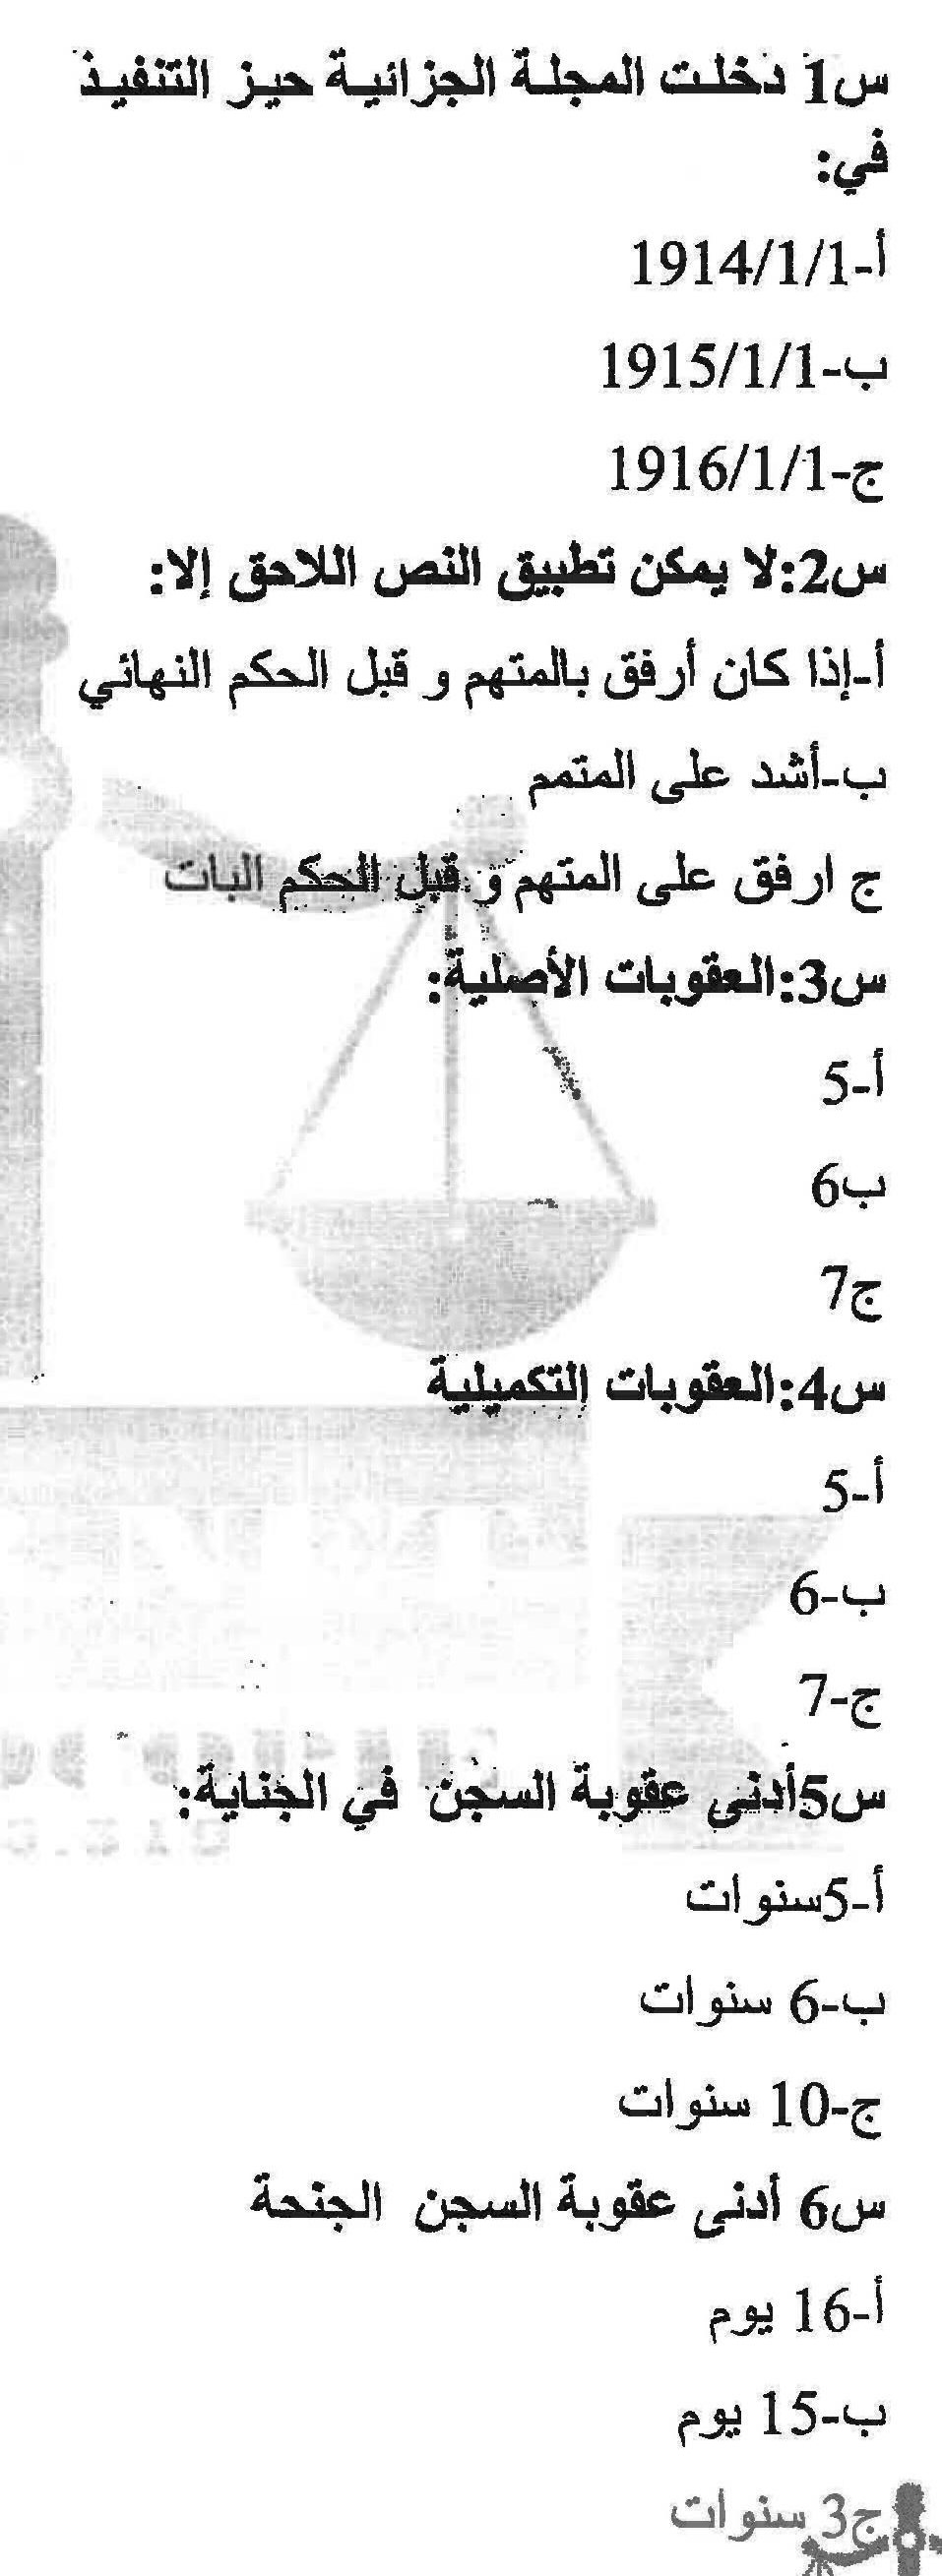 س1 دخلت المجلة الجزائية حيز التنفيذ
في:
أ-1914/1/1
ب-1915/1/1
ج-1916/1/1
س2:لا يمكن تطبيق النص اللاحق إلا:
أ-إذا كان أرفق بالمتهم و قبل الحكم النهائي
ب-أشد على المتمم
ج ارفق على المتهم و قبل الحكم البات
س3:العقوبات الأصلية:
أ-5
ب6
ج7
س4:العقوبات التكميلية
أ-5
ب-6
ج-7
س5أدنى عقوبة السجن في الجناية:
أ-5سنوات
ب-6 سنوات
ج-10 سنوات
س6 أدنى عقوبة السجن الجنحة
أ-16 يوم
ب-15 يوم
ج3 سنوات